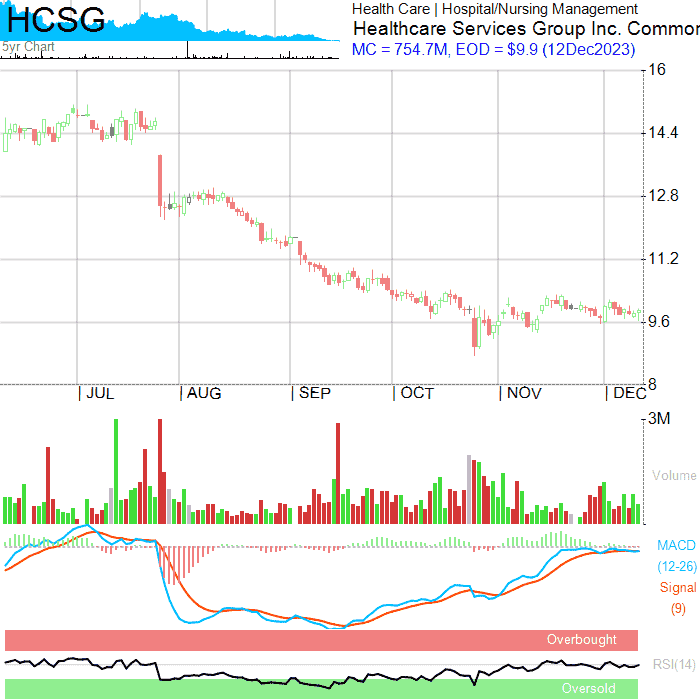 HCSG
5yr Chart
Health Care | Hospital/Nursing Management
Healthcare Services Group Inc. Common
MC = 754.7M, EOD = $9.9 (12Dec2023)
16
14.4
12.8
11.2
9.6
8
JUL
AUG
SEP
OCT
NOV
DEC
3M
Volume
MACD
(12-26)
Signal
(9)
Overbought
RSI(14)
Oversold